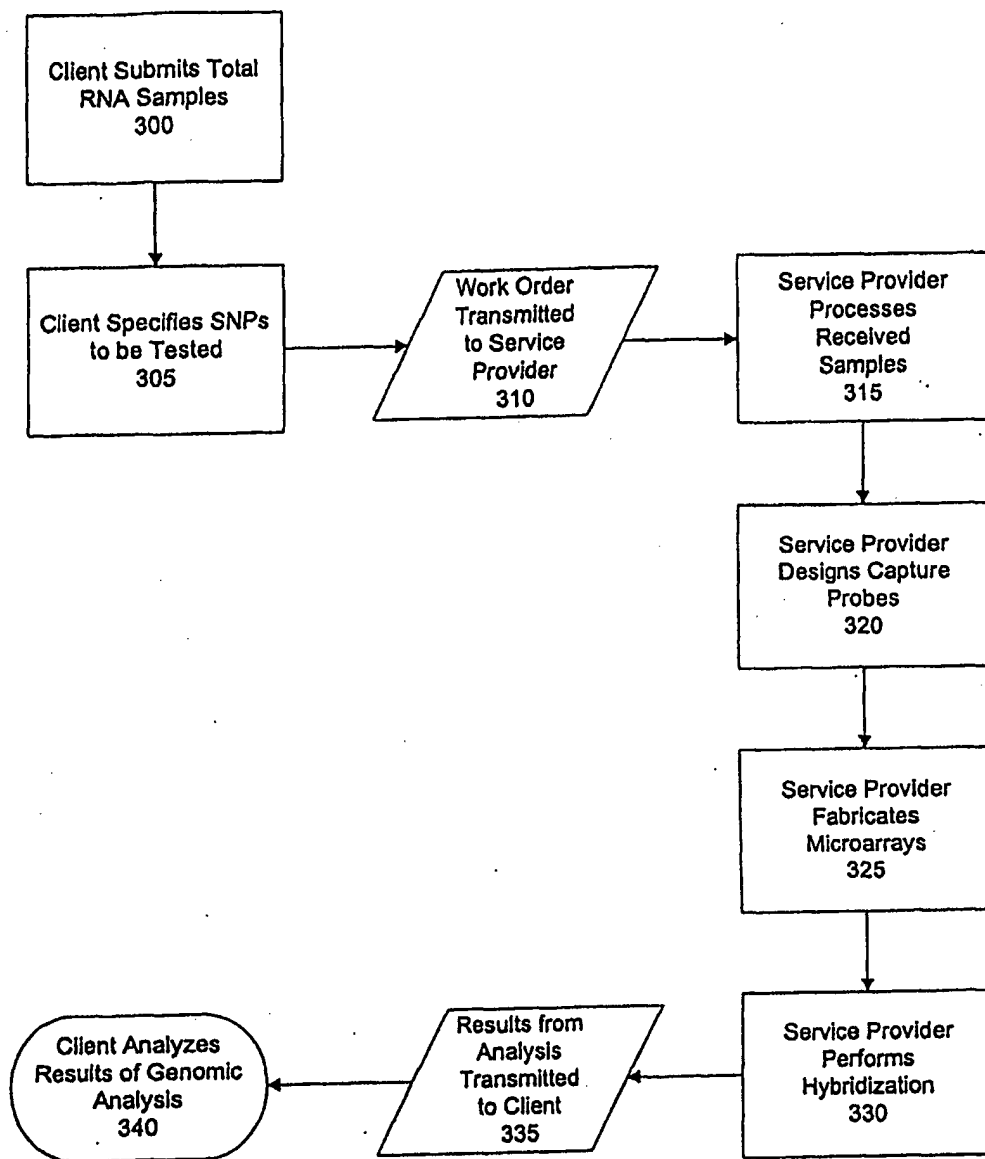 Client Submits Total
RNA Samples
300
Client Specifies SNPs
to be Tested
305
Work Order
Transmitted
to Service
Provider
310
Service Provider
Processes
Received
Samples
315
Service Provider
Designs Capture
Probes
320
Service Provider
Fabricates
Microarrays
325
Service Provider
Performs
Hybridization
330
Results from
Analysis
Transmitted
to Client
335
Client Analyzes
Results of Genomic
Analysis
340